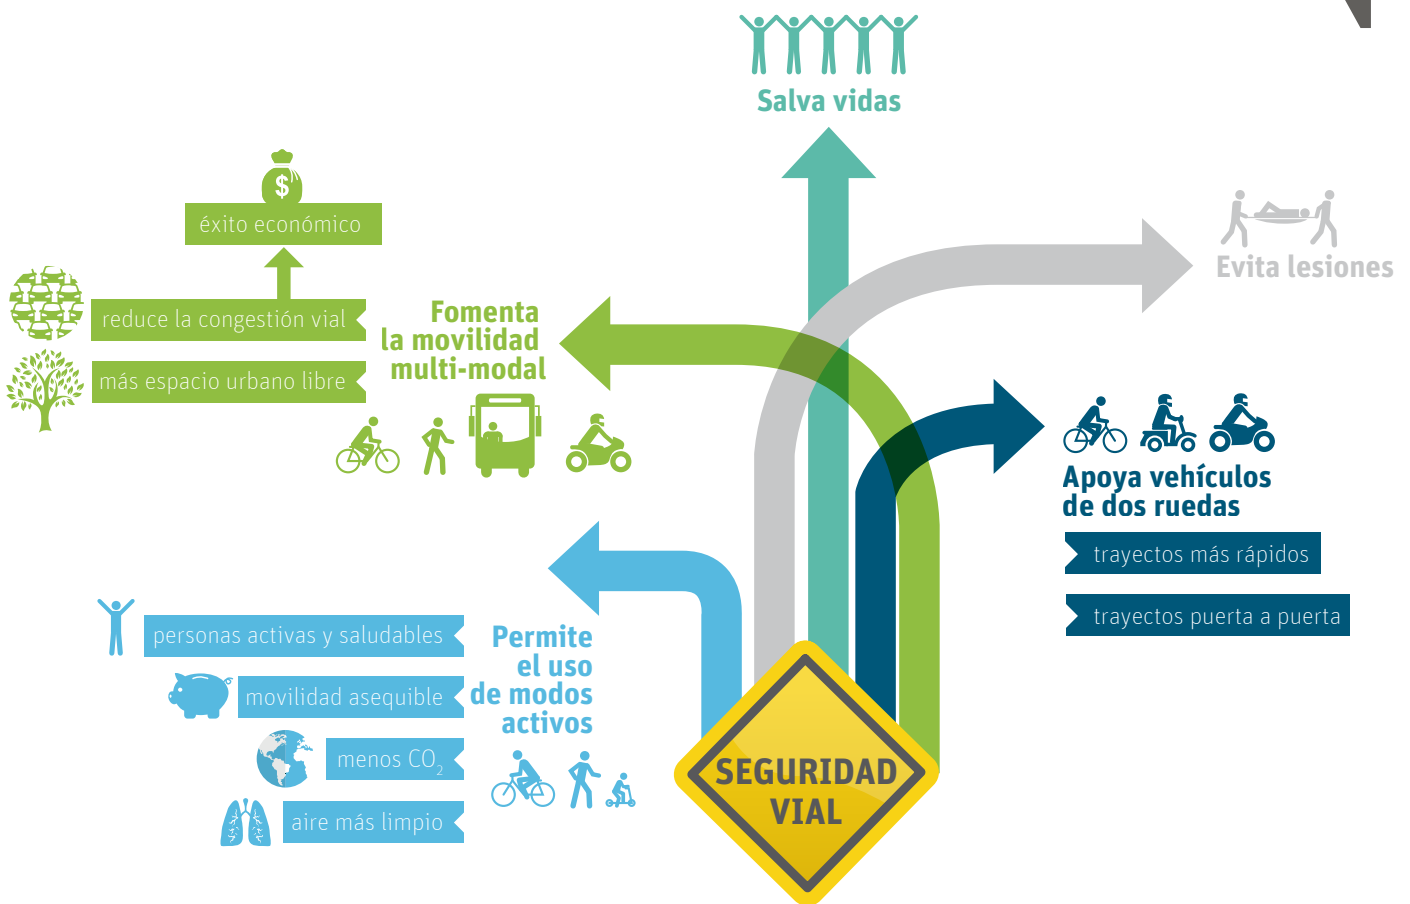 Salva vidas
$
éxito económico
reduce la congestión vial
más espacio urbano libre
Fomenta
la movilidad
multi-modal
Evita lesiones
Apoya vehículos
de dos ruedas
trayectos más rápidos
trayectos puerta a puerta
Permite
el uso
de modos
activos
personas activas y saludables
movilidad asequible
menos CO₂
aire más limpio
SEGURIDAD
VIAL